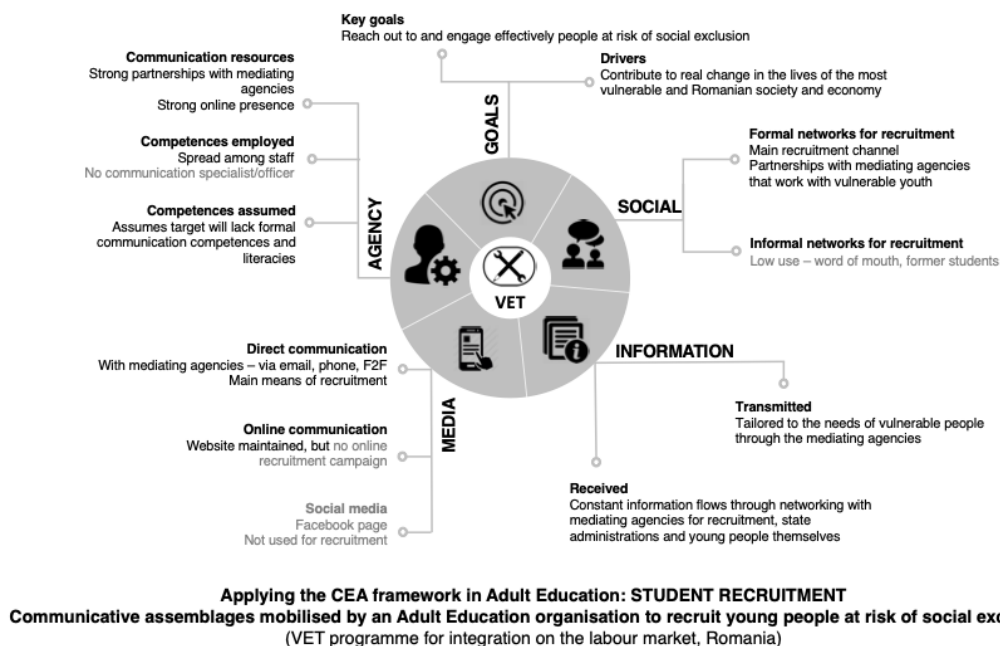 Key goals
Reach out to and engage effectively people at risk of social exclusion
Drivers
Contribute to real change in the lives of the most
vulnerable and Romanian society and economy
GOALS
Communication resources
Strong partnerships with mediating
agencies
Strong online presence
Competences employed
Spread among staff
No communication specialist/officer
Competences assumed
Assumes target will lack formal
communication competences and
literacies
AGENCY
Formal networks for recruitment
Main recruitment channel
Partnerships with mediating agencies
that work with vulnerable youth
SOCIAL
Informal networks for recruitment
Low use – word of mouth, former students
VET
Direct communication
With mediating agencies – via email, phone, F2F
Main means of recruitment
Online communication
Website maintained, but no online
recruitment campaign
Social media
Facebook page
Not used for recruitment
MEDIA
INFORMATION
Transmitted
Tailored to the needs of vulnerable people
through the mediating agencies
Received
Constant information flows through networking with
mediating agencies for recruitment, state
administrations and young people themselves
Applying the CEA framework in Adult Education: STUDENT RECRUITMENT
Communicative assemblages mobilised by an Adult Education organisation to recruit young people at risk of social exc
(VET programme for integration on the labour market, Romania)